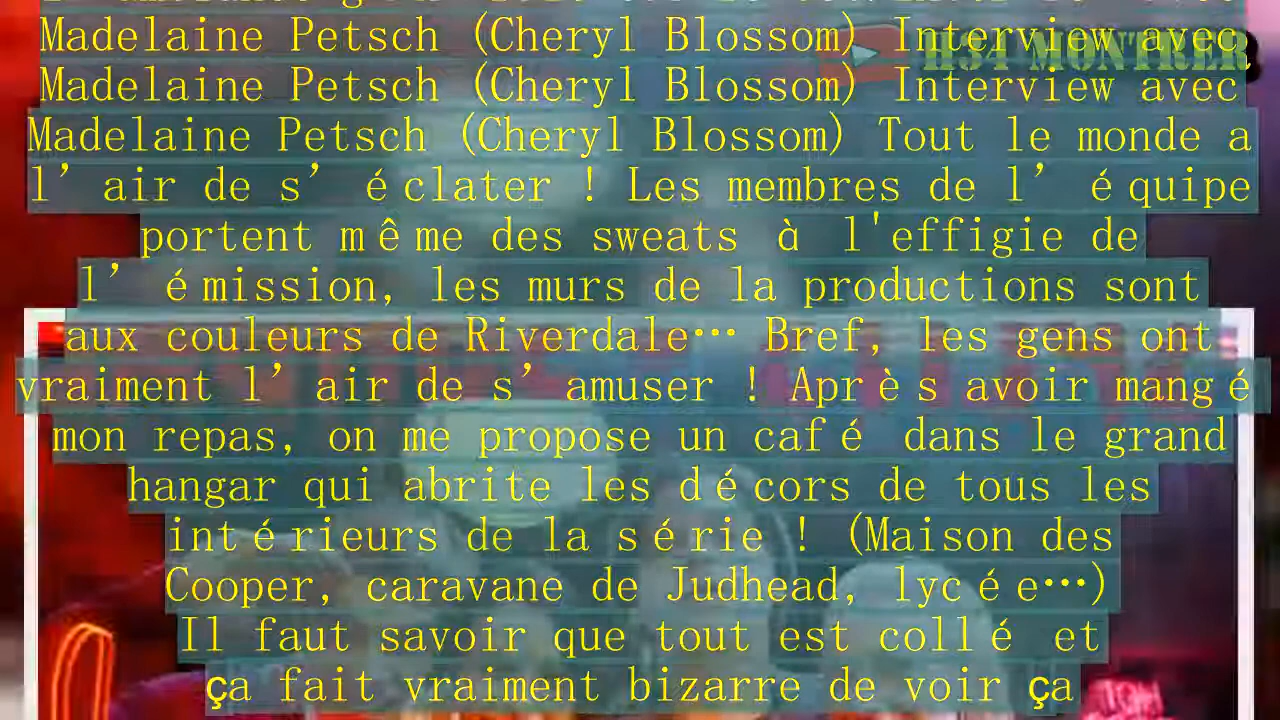 Madelaine Petsch (Cheryl Blossom) Interview avec
H34 MONTRER
Madelaine Petsch (Cheryl Blossom) Interview avec
Madelaine Petsch (Cheryl Blossom) Tout le monde a
l’air de s’éclater ! Les membres de l’équipe
portent même des sweats à l'effigie de
l’émission, les murs de la productions sont
aux couleurs de Riverdale… Bref, les gens ont
vraiment l’air de s’amuser ! Après avoir mangé
mon repas, on me propose un café dans le grand
hangar qui abrite les décors de tous les
intérieurs de la série ! (Maison des
Cooper, caravane de Judhead, lycée…)
Il faut savoir que tout est collé et
ça fait vraiment bizarre de voir ça